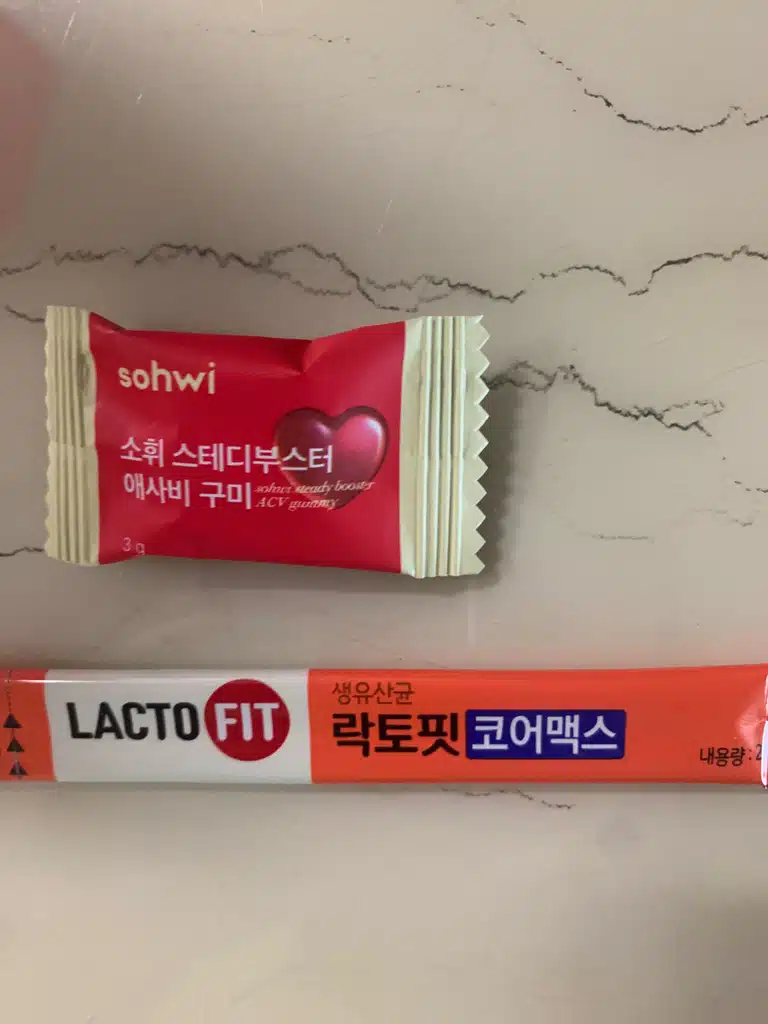 sohwi
소휘 스테디부스터
애사비 구미
sohwi steady booster
ACV gummy
3 g
LACTO FIT
생유산균
락토핏 코어맥스
내용량 : 2